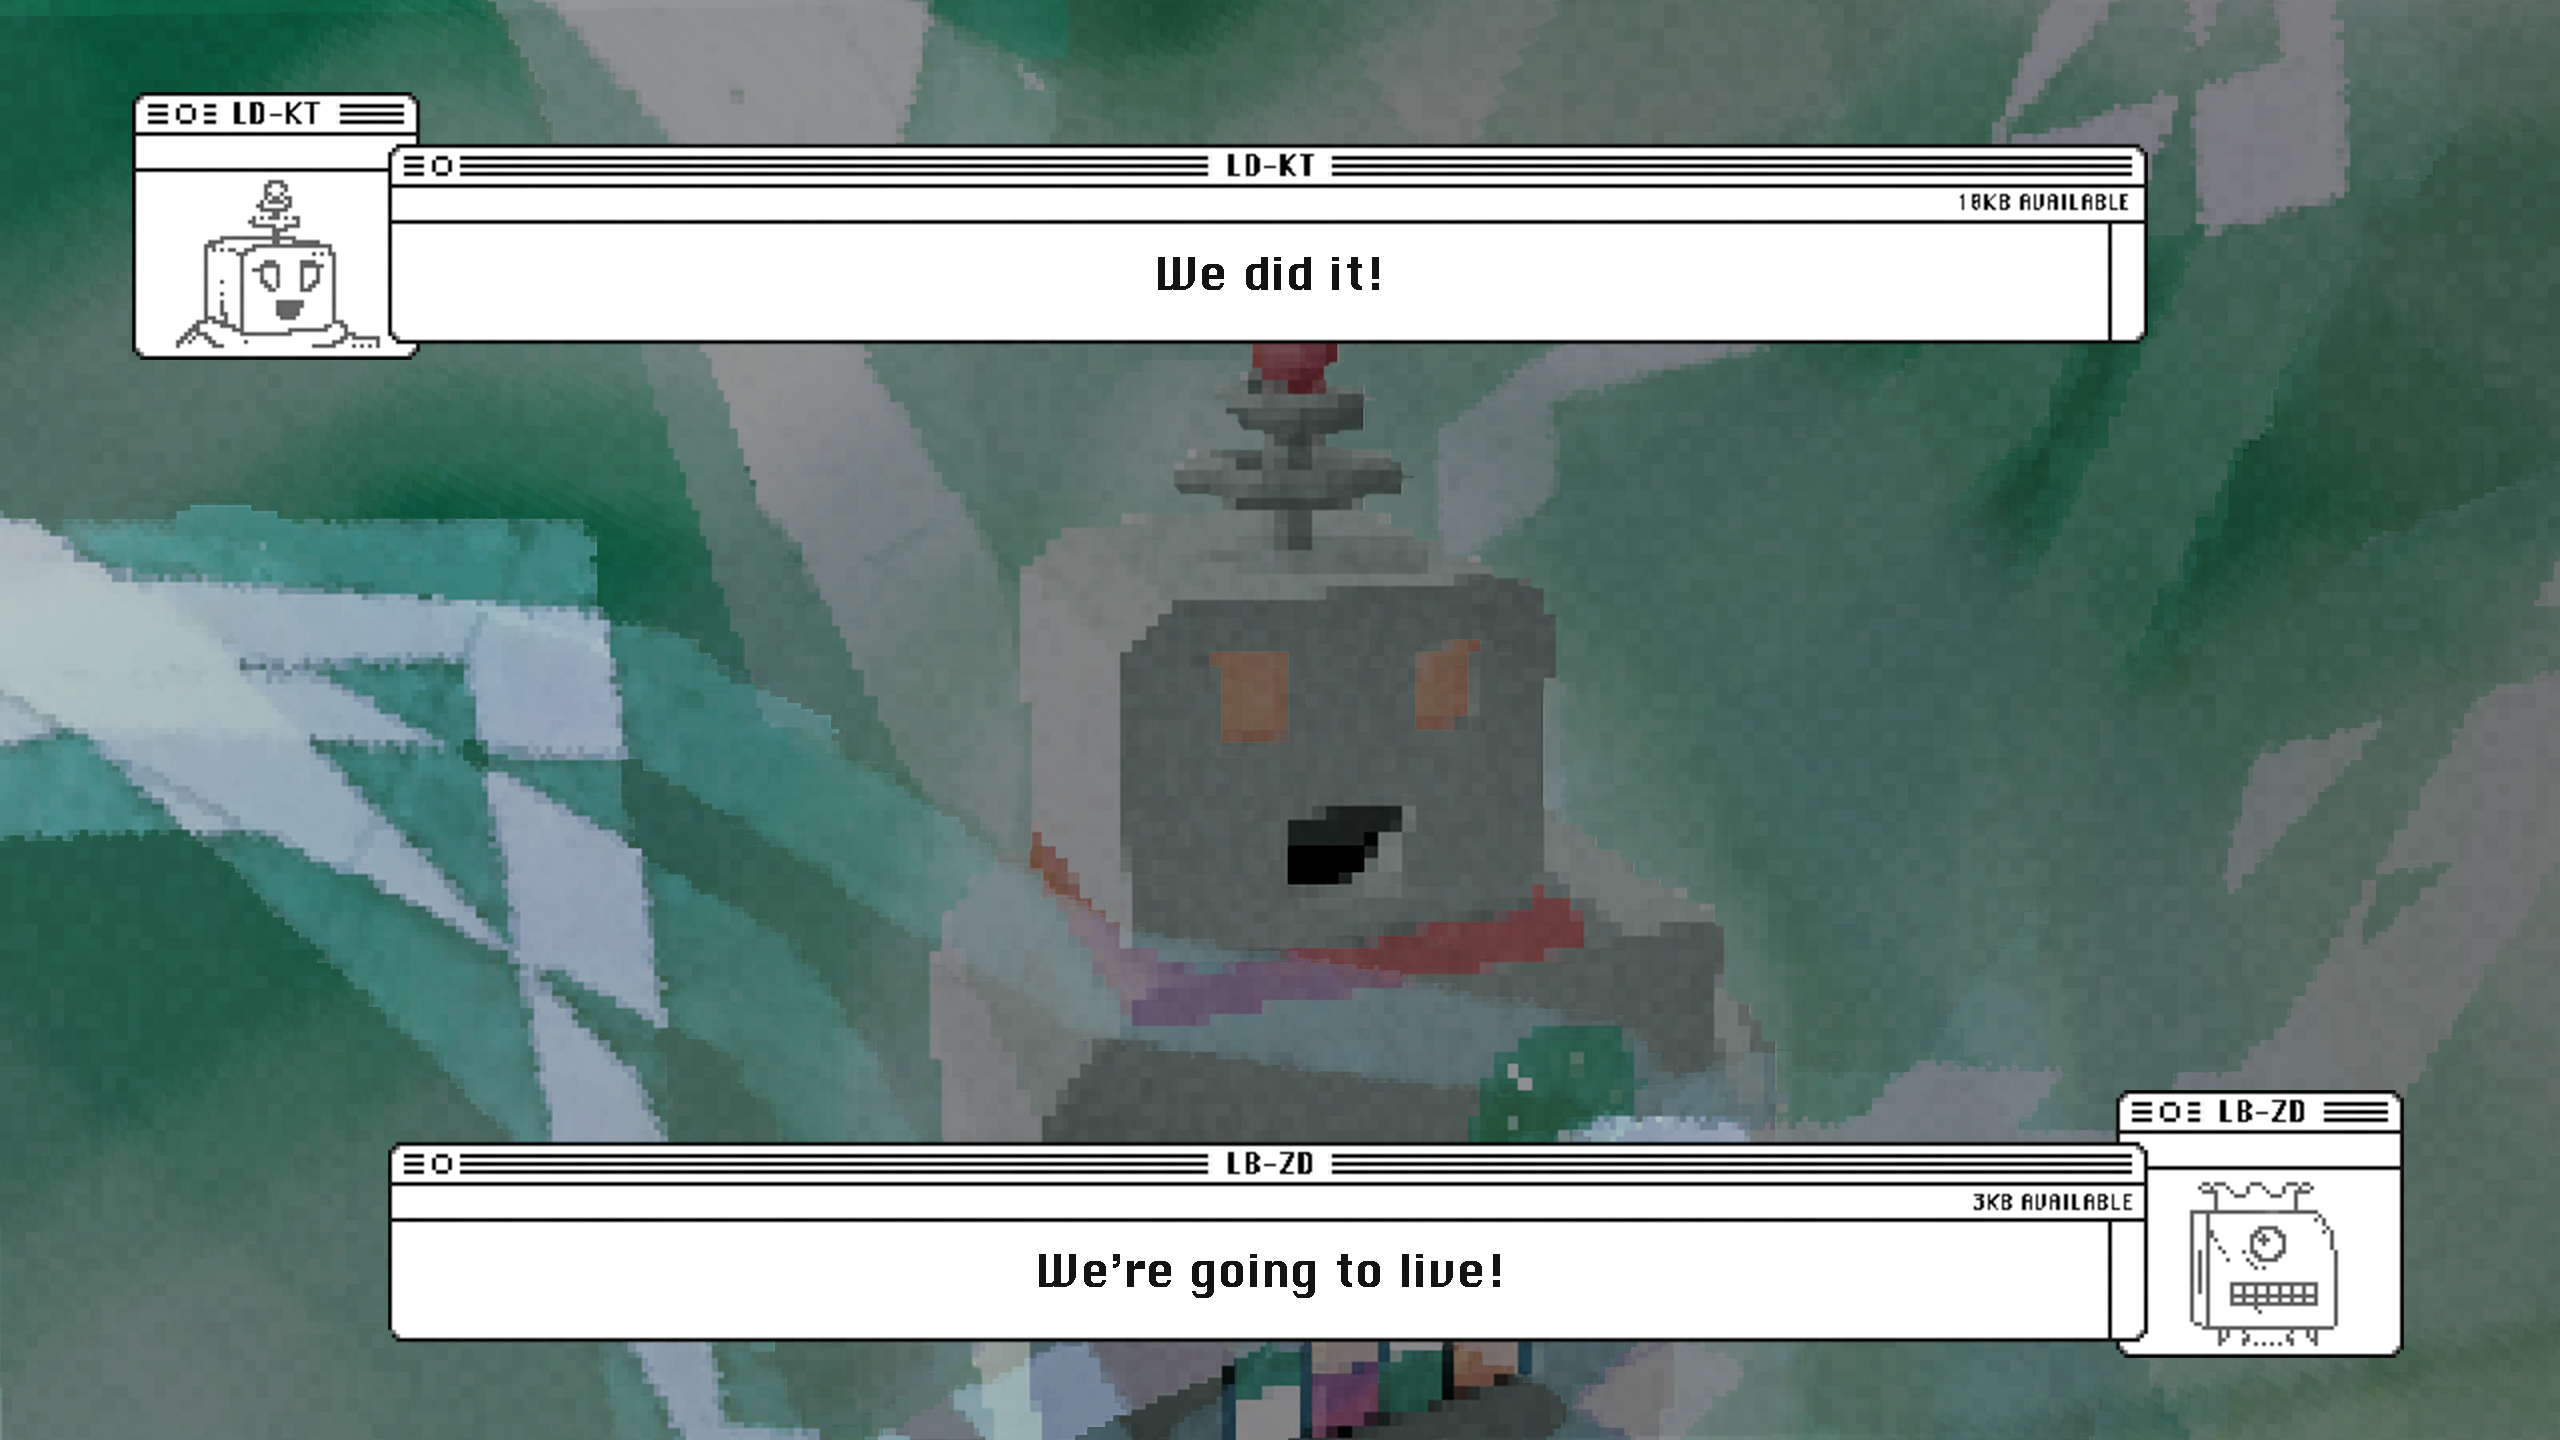 LD-KT
LD-KT
10KB AVAILABLE
We did it!
LB-ZD
LB-ZD
3KB AVAILABLE
We're going to live!